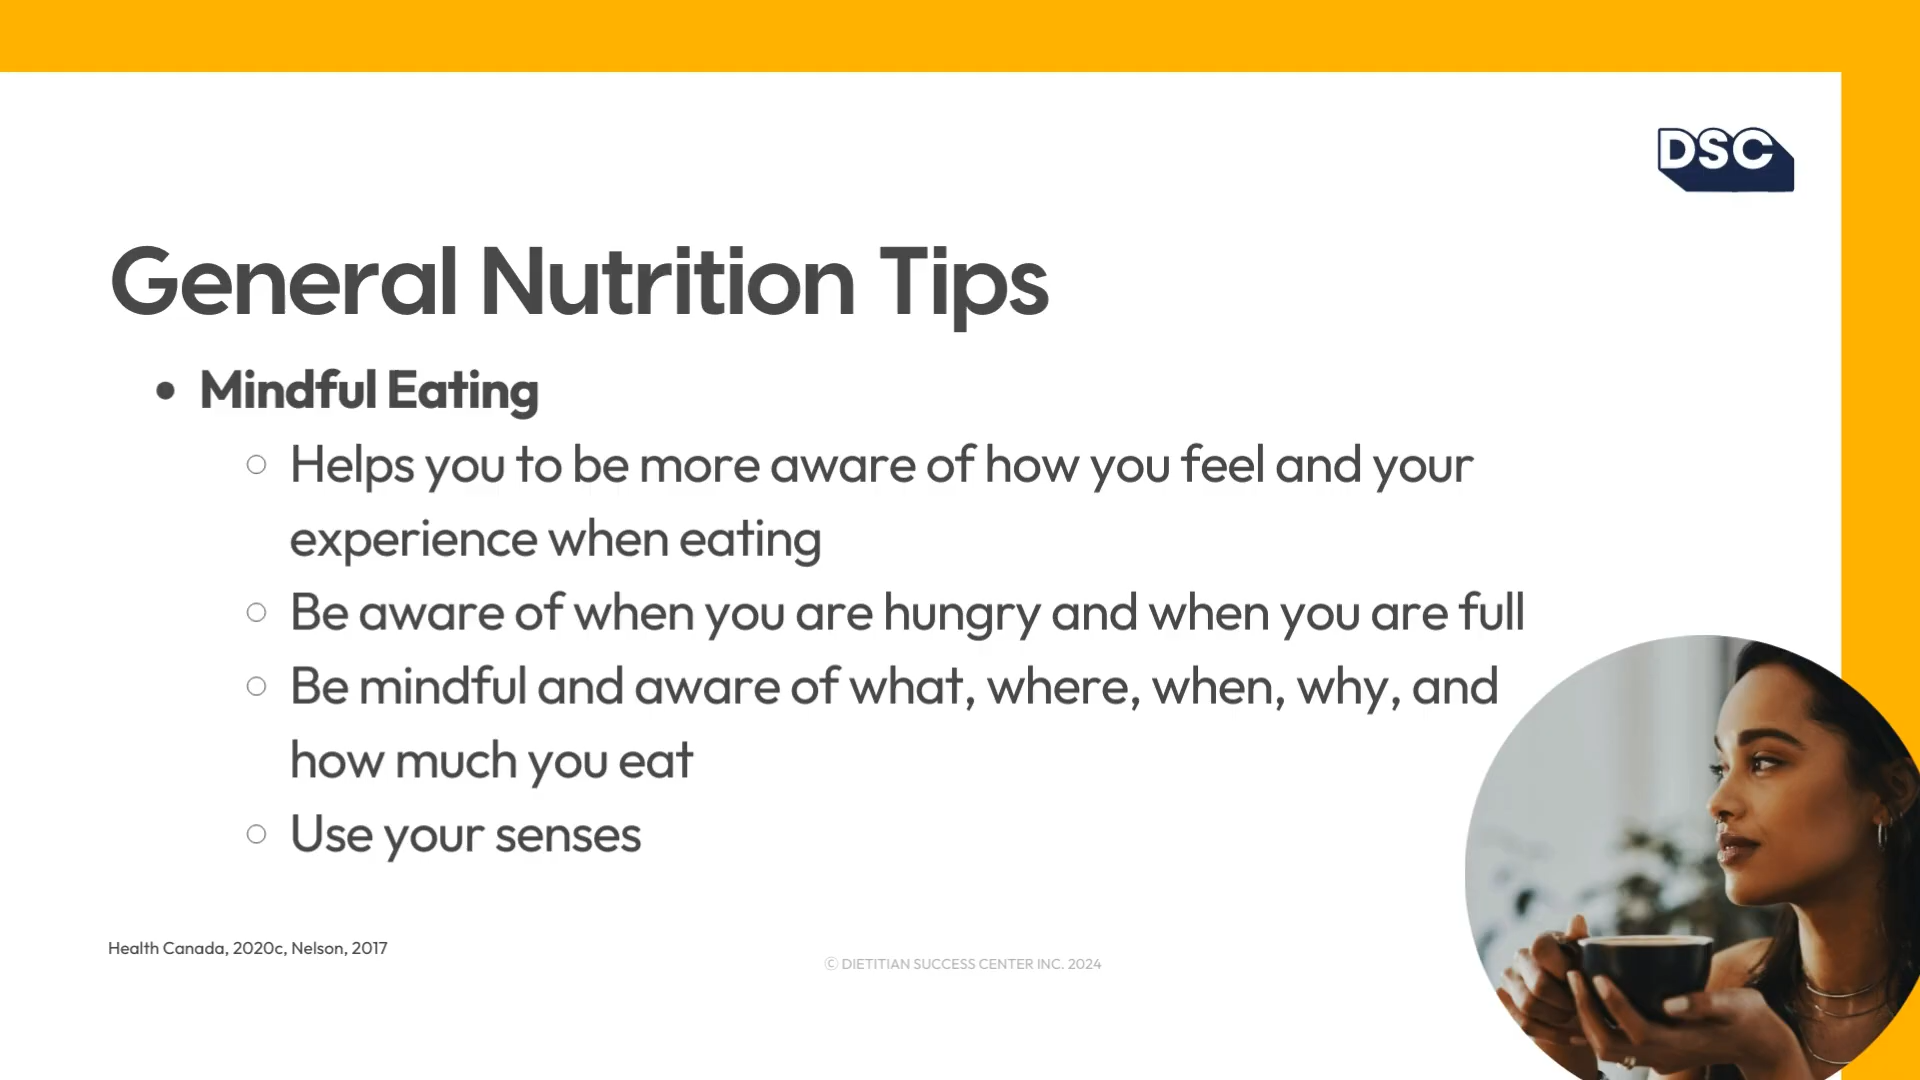 DSC
General Nutrition Tips
• Mindful Eating
○ Helps you to be more aware of how you feel and your
experience when eating
○ Be aware of when you are hungry and when you are full
○ Be mindful and aware of what, where, when, why, and
how much you eat
○ Use your senses
Health Canada, 2020c, Nelson, 2017
© DIETITIAN SUCCESS CENTER INC. 2024